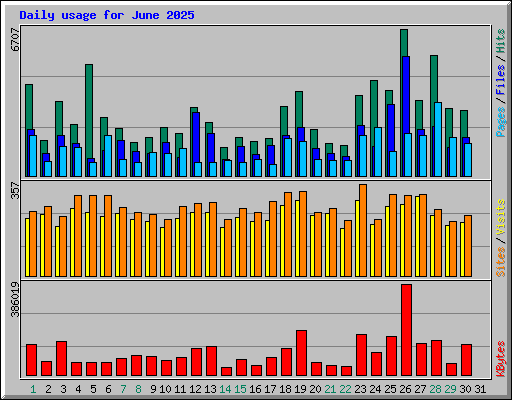 Daily usage for June 2025
6707
Pages / Files / Hits
357
Sites / Visits
386019
KBytes
1 2 3 4 5 6 7 8 9 10 11 12 13 14 15 16 17 18 19 20 21 22 23 24 25 26 27 28 29 30 31